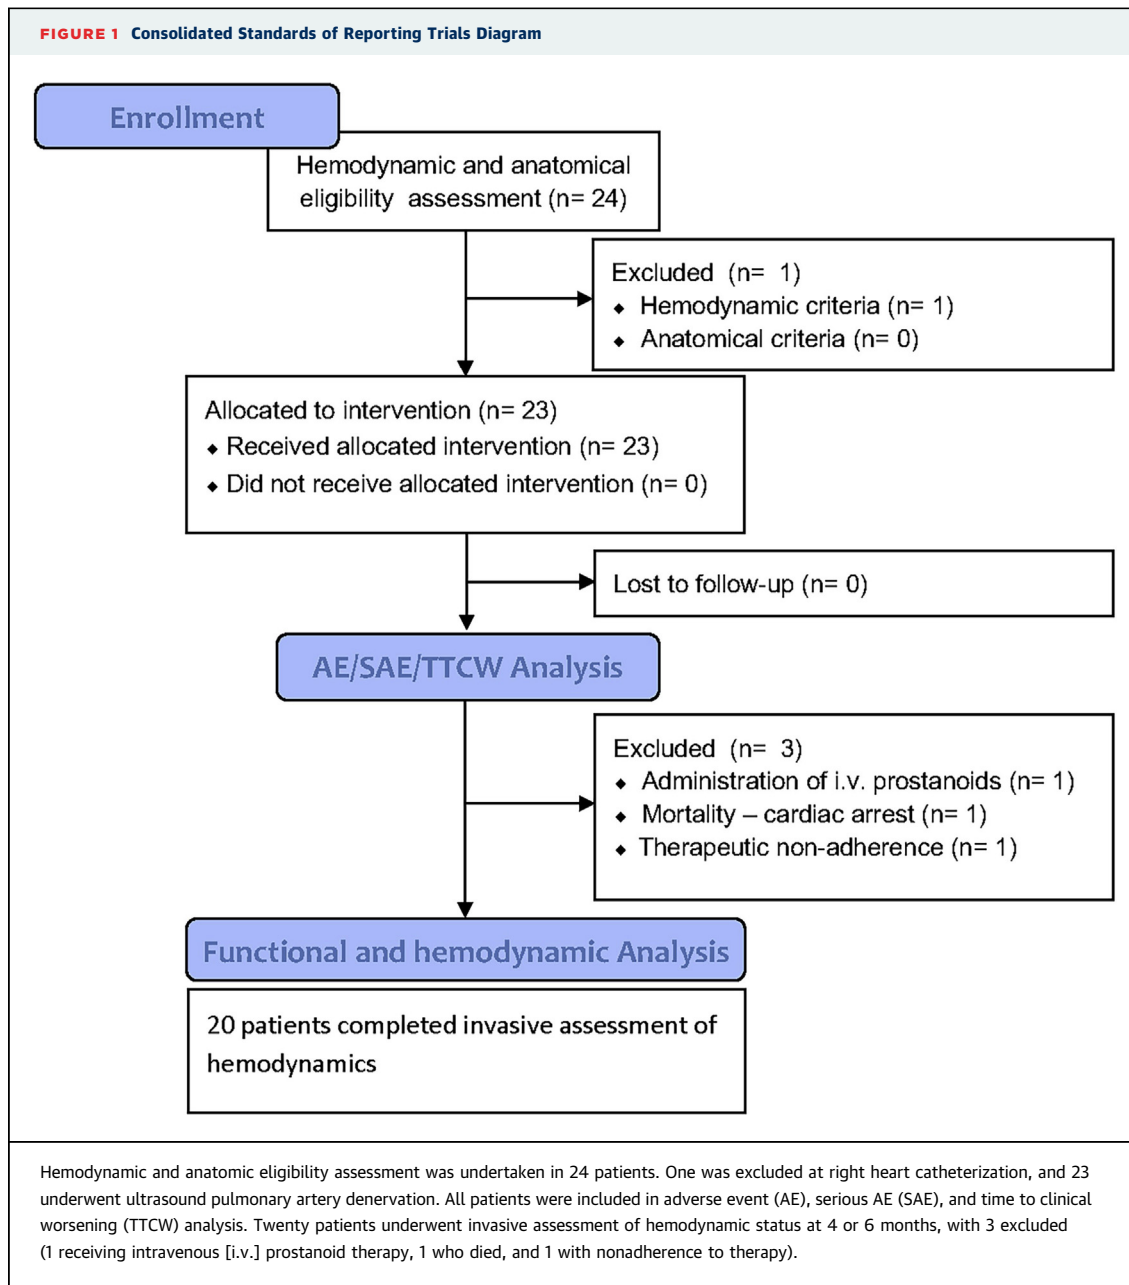 FIGURE 1 Consolidated Standards of Reporting Trials Diagram
Enrollment
Hemodynamic and anatomical
eligibility assessment (n= 24)
Excluded (n= 1)
◆ Hemodynamic criteria (n= 1)
◆ Anatomical criteria (n= 0)
Allocated to intervention (n= 23)
◆ Received allocated intervention (n= 23)
◆ Did not receive allocated intervention (n= 0)
Lost to follow-up (n= 0)
AE/SAE/TTCW Analysis
Excluded (n= 3)
◆ Administration of i.v. prostanoids (n= 1)
◆ Mortality – cardiac arrest (n= 1)
◆ Therapeutic non-adherence (n= 1)
Functional and hemodynamic Analysis
20 patients completed invasive assessment of
hemodynamics
Hemodynamic and anatomic eligibility assessment was undertaken in 24 patients. One was excluded at right heart catheterization, and 23
underwent ultrasound pulmonary artery denervation. All patients were included in adverse event (AE), serious AE (SAE), and time to clinical
worsening (TTCW) analysis. Twenty patients underwent invasive assessment of hemodynamic status at 4 or 6 months, with 3 excluded
(1 receiving intravenous [i.v.] prostanoid therapy, 1 who died, and 1 with nonadherence to therapy).